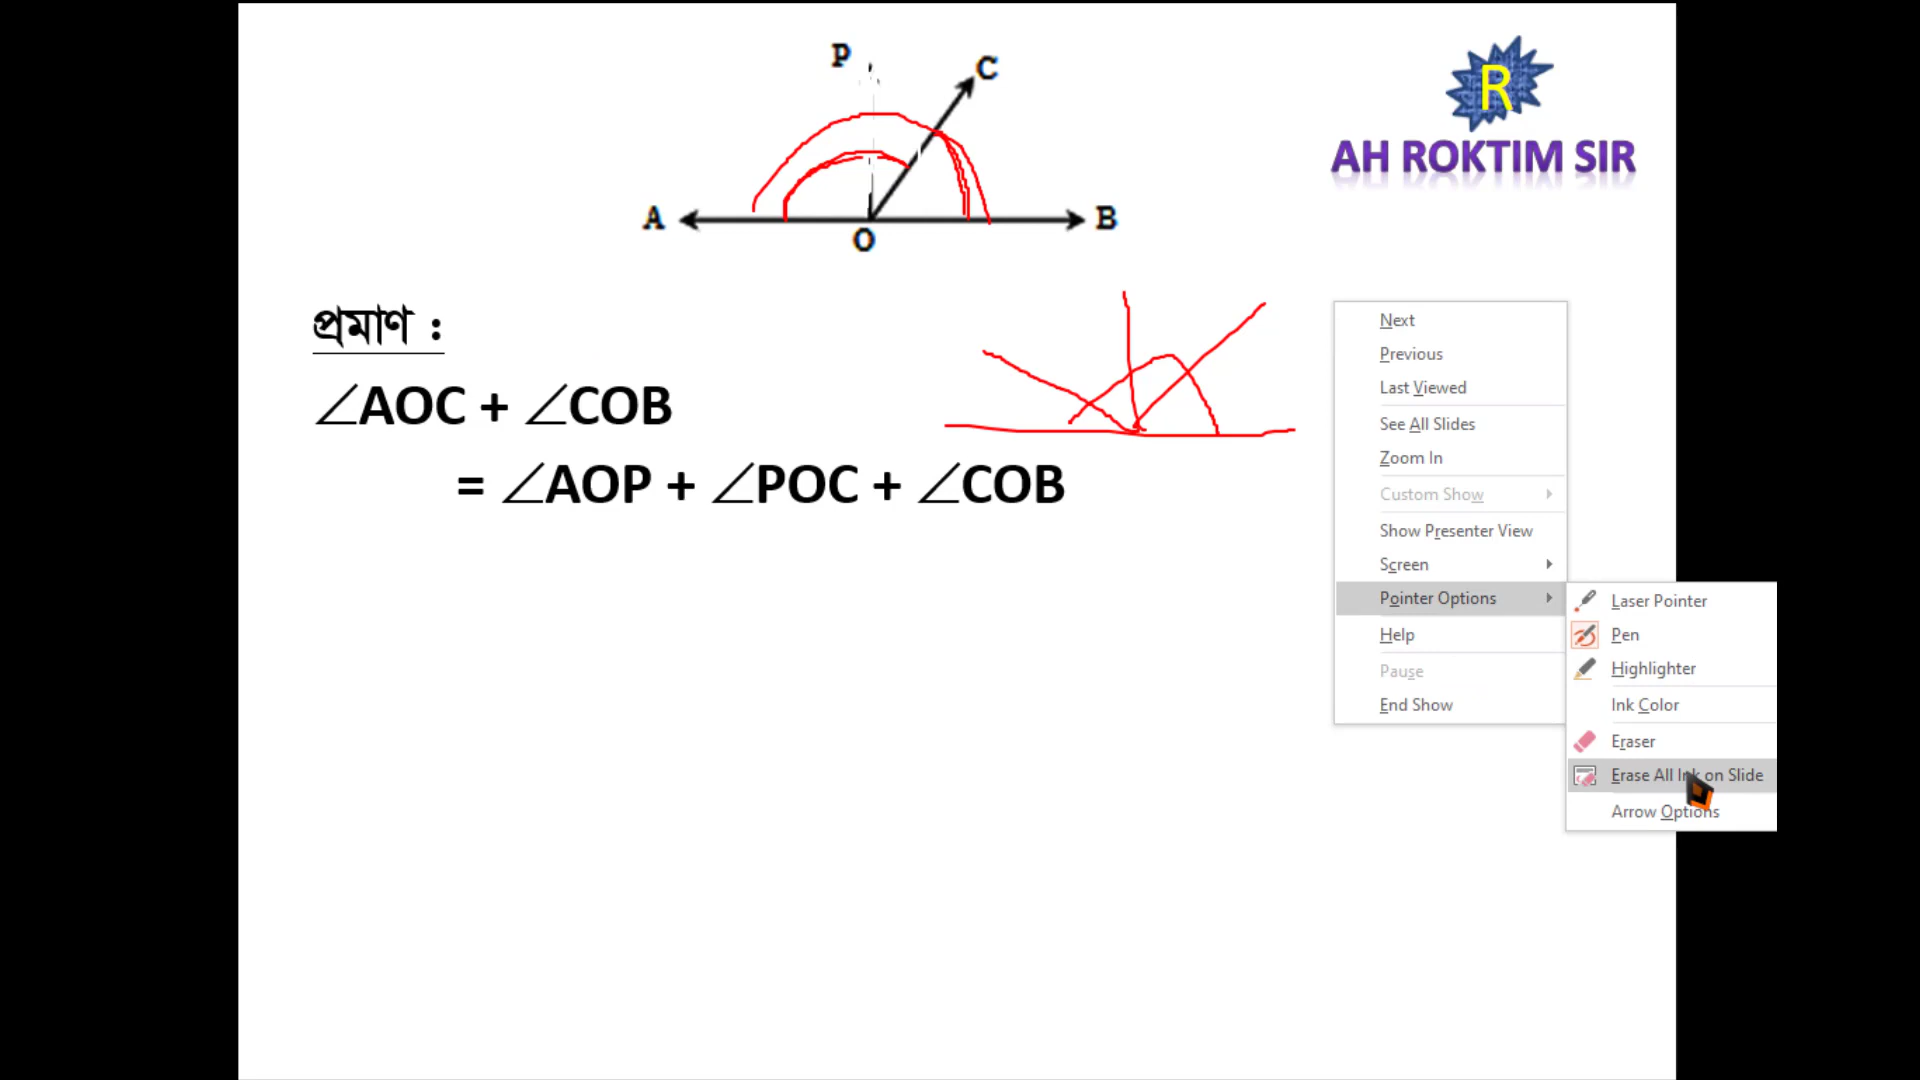 P
C
A
B
O
R
AH ROKTIM SIR
প্রমাণ :
∠AOC + ∠COB
= ∠AOP + ∠POC + ∠COB
Next
Previous
Last Viewed
See All Slides
Zoom In
Custom Show
Show Presenter View
Screen
Pointer Options
Help
Pause
End Show
Laser Pointer
Pen
Highlighter
Ink Color
Eraser
Erase All Ink on Slide
Arrow Options